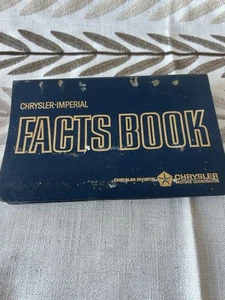 CHRYSLER-IMPERIAL
FACTS BOOK
CHRYSLER DIVISION CHRYSLER
MOTORS CORPORATION